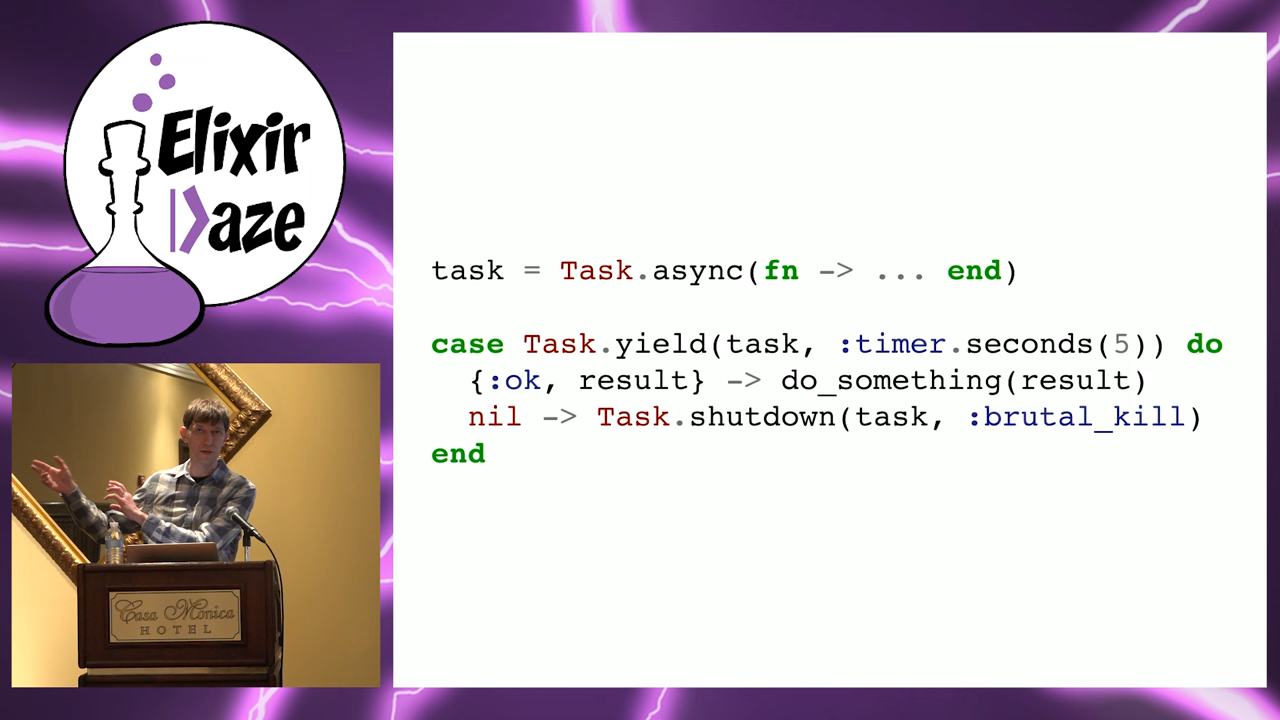 Elixir
|>aze
task = Task.async(fn -> ... end)
case Task.yield(task, :timer.seconds(5)) do
  {:ok, result} -> do_something(result)
  nil -> Task.shutdown(task, :brutal_kill)
end
Casa Monica
HOTEL